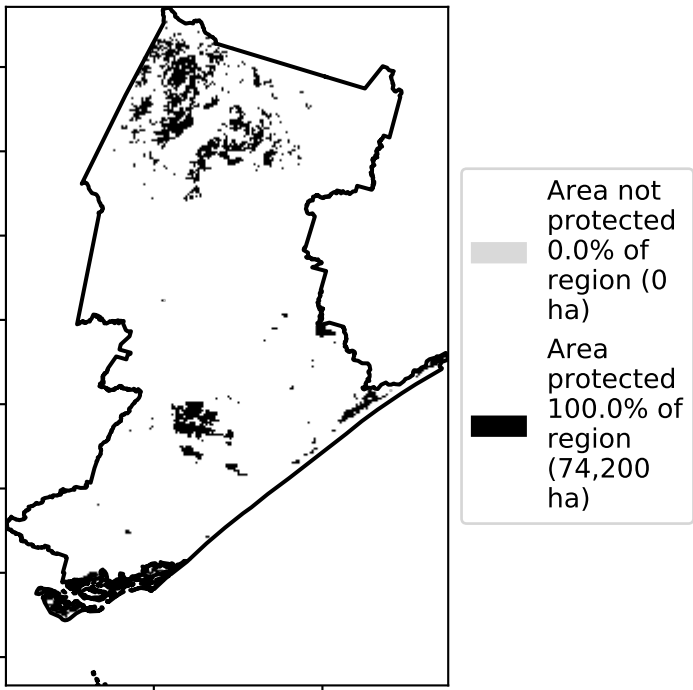 Area not
protected
0.0% of
region (0
ha)
Area
protected
100.0% of
region
(74,200
ha)